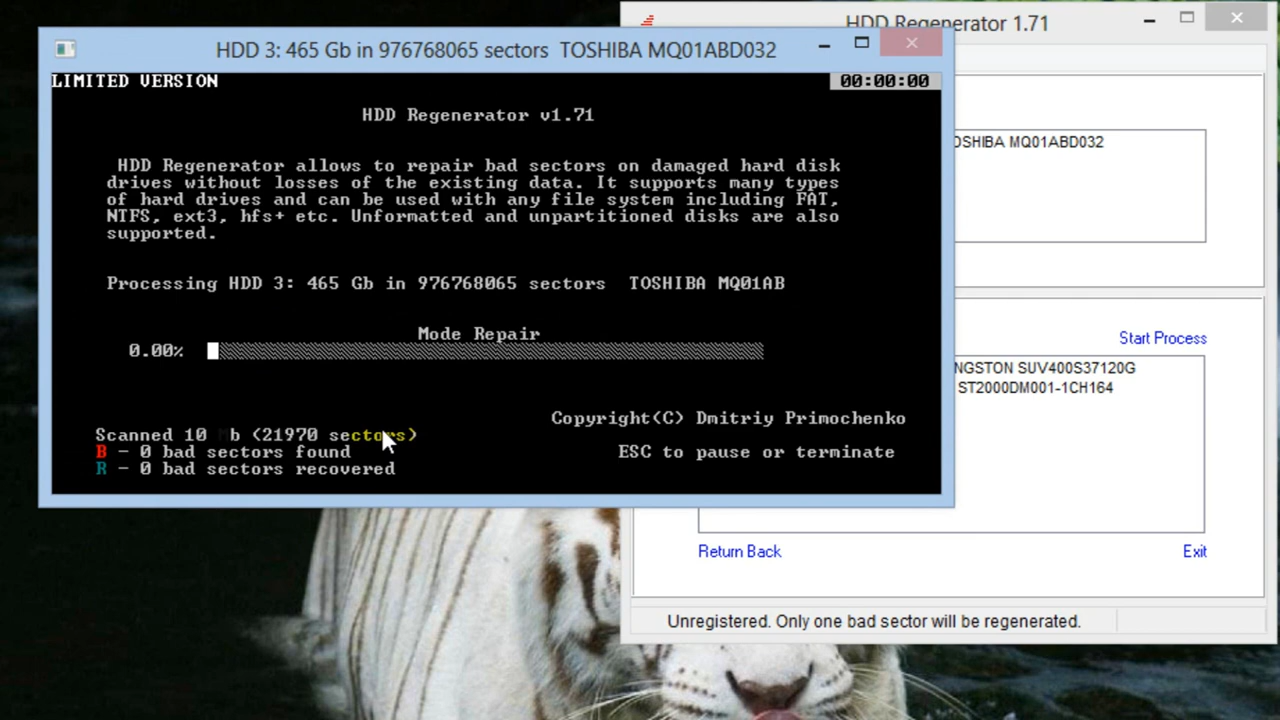 HDD Regenerator 1.71
HDD 3: 465 Gb in 976768065 sectors TOSHIBA MQ01ABD032
LIMITED VERSION
00:00:00
HDD Regenerator v1.71
HDD Regenerator allows to repair bad sectors on damaged hard disk
drives without losses of the existing data. It supports many types
of hard drives and can be used with any file system including FAT,
NTFS, ext3, hfs+ etc. Unformatted and unpartitioned disks are also
supported.
Processing HDD 3: 465 Gb in 976768065 sectors TOSHIBA MQ01AB
Mode Repair
0.00%
Copyright(C) Dmitriy Primochenko
Scanned 10 Mb (21970 sectors)
B - 0 bad sectors found
ESC to pause or terminate
R - 0 bad sectors recovered
OSHIBA MQ01ABD032
Start Process
NGSTON SUV400S37120G
ST2000DM001-1CH164
Return Back
Exit
Unregistered. Only one bad sector will be regenerated.